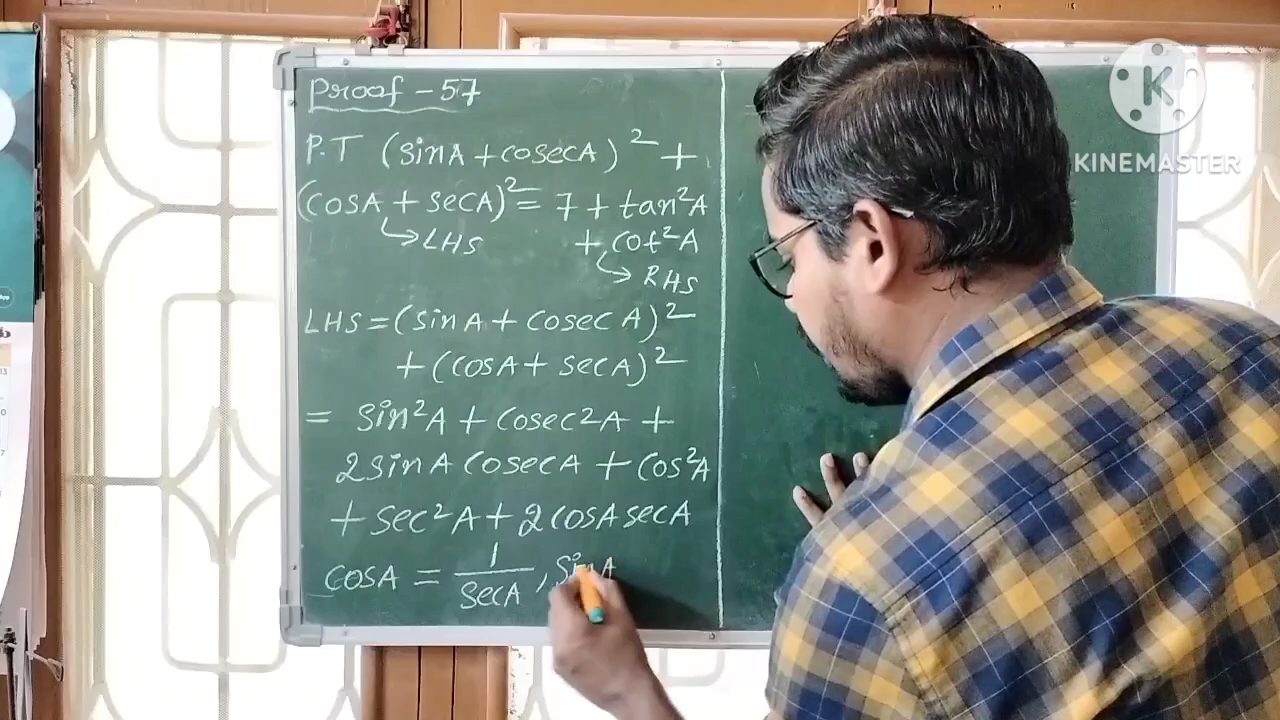 Proof - 57
P.T (sinA + cosecA)² +
(cosA + secA)² = 7 + tan²A
+ cot²A
↳ LHS
↳ RHS
LHS = (sinA + cosec A)²
+ (cosA + secA)²
= sin²A + cosec2A +
2sinA cosecA + cos²A
+ sec²A + 2cosA secA
cosA = 1/secA , sinA
K
KINEMASTER